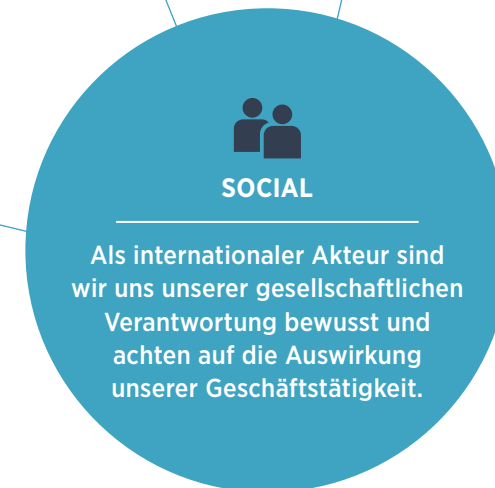 SOCIAL
Als internationaler Akteur sind
wir uns unserer gesellschaftlichen
Verantwortung bewusst und
achten auf die Auswirkung
unserer Geschäftstätigkeit.